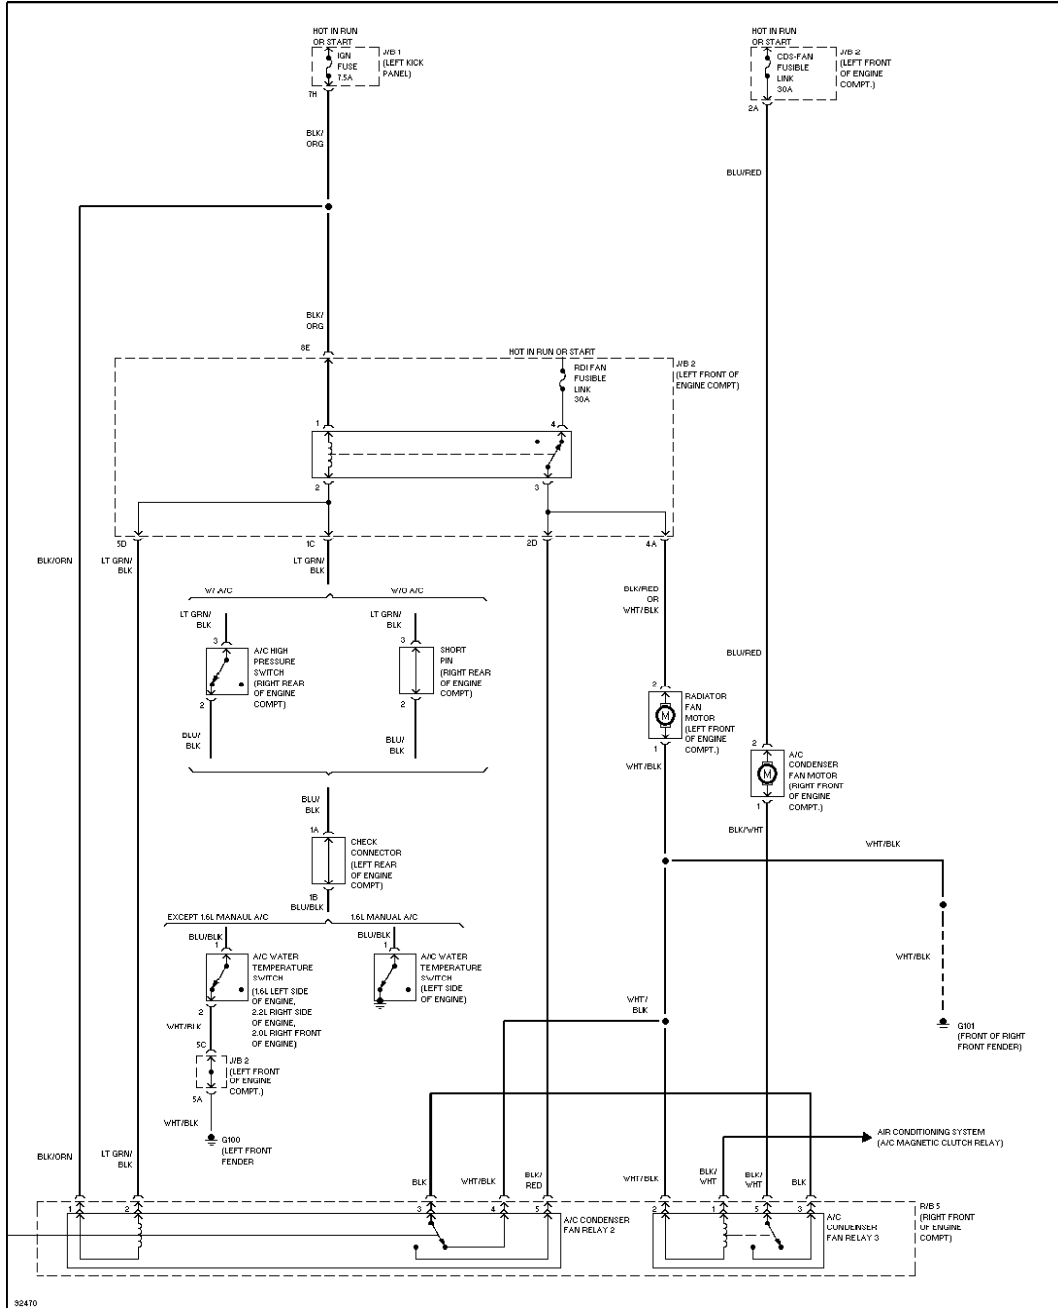 HOT IN RUN
OR START
IGN
FUSE
7.5A
J/B 1
(LEFT KICK
PANEL)
7H
HOT IN RUN
OR START
CDS-FAN
FUSIBLE
LINK
30A
J/B 2
(LEFT FRONT
OF ENGINE
COMPT.)
2A
BLK/
ORG
BLU/RED
BLK/
ORG
8E
HOT IN RUN OR START
RDI FAN
FUSIBLE
LINK
30A
J/B 2
(LEFT FRONT OF
ENGINE COMPT)
1
4
2
3
5D
1C
2D
4A
BLK/ORN
LT GRN/
BLK
LT GRN/
BLK
BLK/RED
OR
WHT/BLK
W/ A/C
W/O A/C
LT GRN/
BLK
LT GRN/
BLK
3
A/C HIGH
PRESSURE
SWITCH
(RIGHT REAR
OF ENGINE
COMPT)
2
3
SHORT
PIN
(RIGHT REAR
OF ENGINE
COMPT)
2
BLU/
BLK
BLU/
BLK
BLU/RED
2
RADIATOR
FAN
MOTOR
(LEFT FRONT
OF ENGINE
COMPT.)
M
1
WHT/BLK
2
A/C
CONDENSER
FAN MOTOR
(RIGHT FRONT
OF ENGINE
COMPT.)
M
1
BLK/WHT
WHT/BLK
BLU/
BLK
1A
CHECK
CONNECTOR
(LEFT REAR
OF ENGINE
COMPT)
1B
BLU/BLK
EXCEPT 1.6L MANAUL A/C
1.6L MANUAL A/C
BLU/BLK
1
A/C WATER
TEMPERATURE
SWITCH
(1.6L LEFT SIDE
OF ENGINE,
2.2L RIGHT SIDE
OF ENGINE,
2.0L RIGHT FRONT
OF ENGINE)
2
BLU/BLK
1
A/C WATER
TEMPERATURE
SWITCH
(LEFT SIDE
OF ENGINE)
WHT/BLK
WHT/BLK
5C
J/B 2
(LEFT FRONT
OF ENGINE
COMPT.)
5A
WHT/
BLK
G101
(FRONT OF RIGHT
FRONT FENDER)
WHT/BLK
G100
(LEFT FRONT
FENDER
AIR CONDITIONING SYSTEM
(A/C MAGNETIC CLUTCH RELAY)
BLK/ORN
LT GRN/
BLK
BLK
WHT/BLK
BLK/
RED
WHT/BLK
BLK/
WHT
BLK/
WHT
BLK
1
2
3
4
5
A/C CONDENSER
FAN RELAY 2
2
1
5
3
A/C
CONDENSER
FAN RELAY 3
R/B 5
(RIGHT FRONT
OF ENGINE
COMPT)
92470